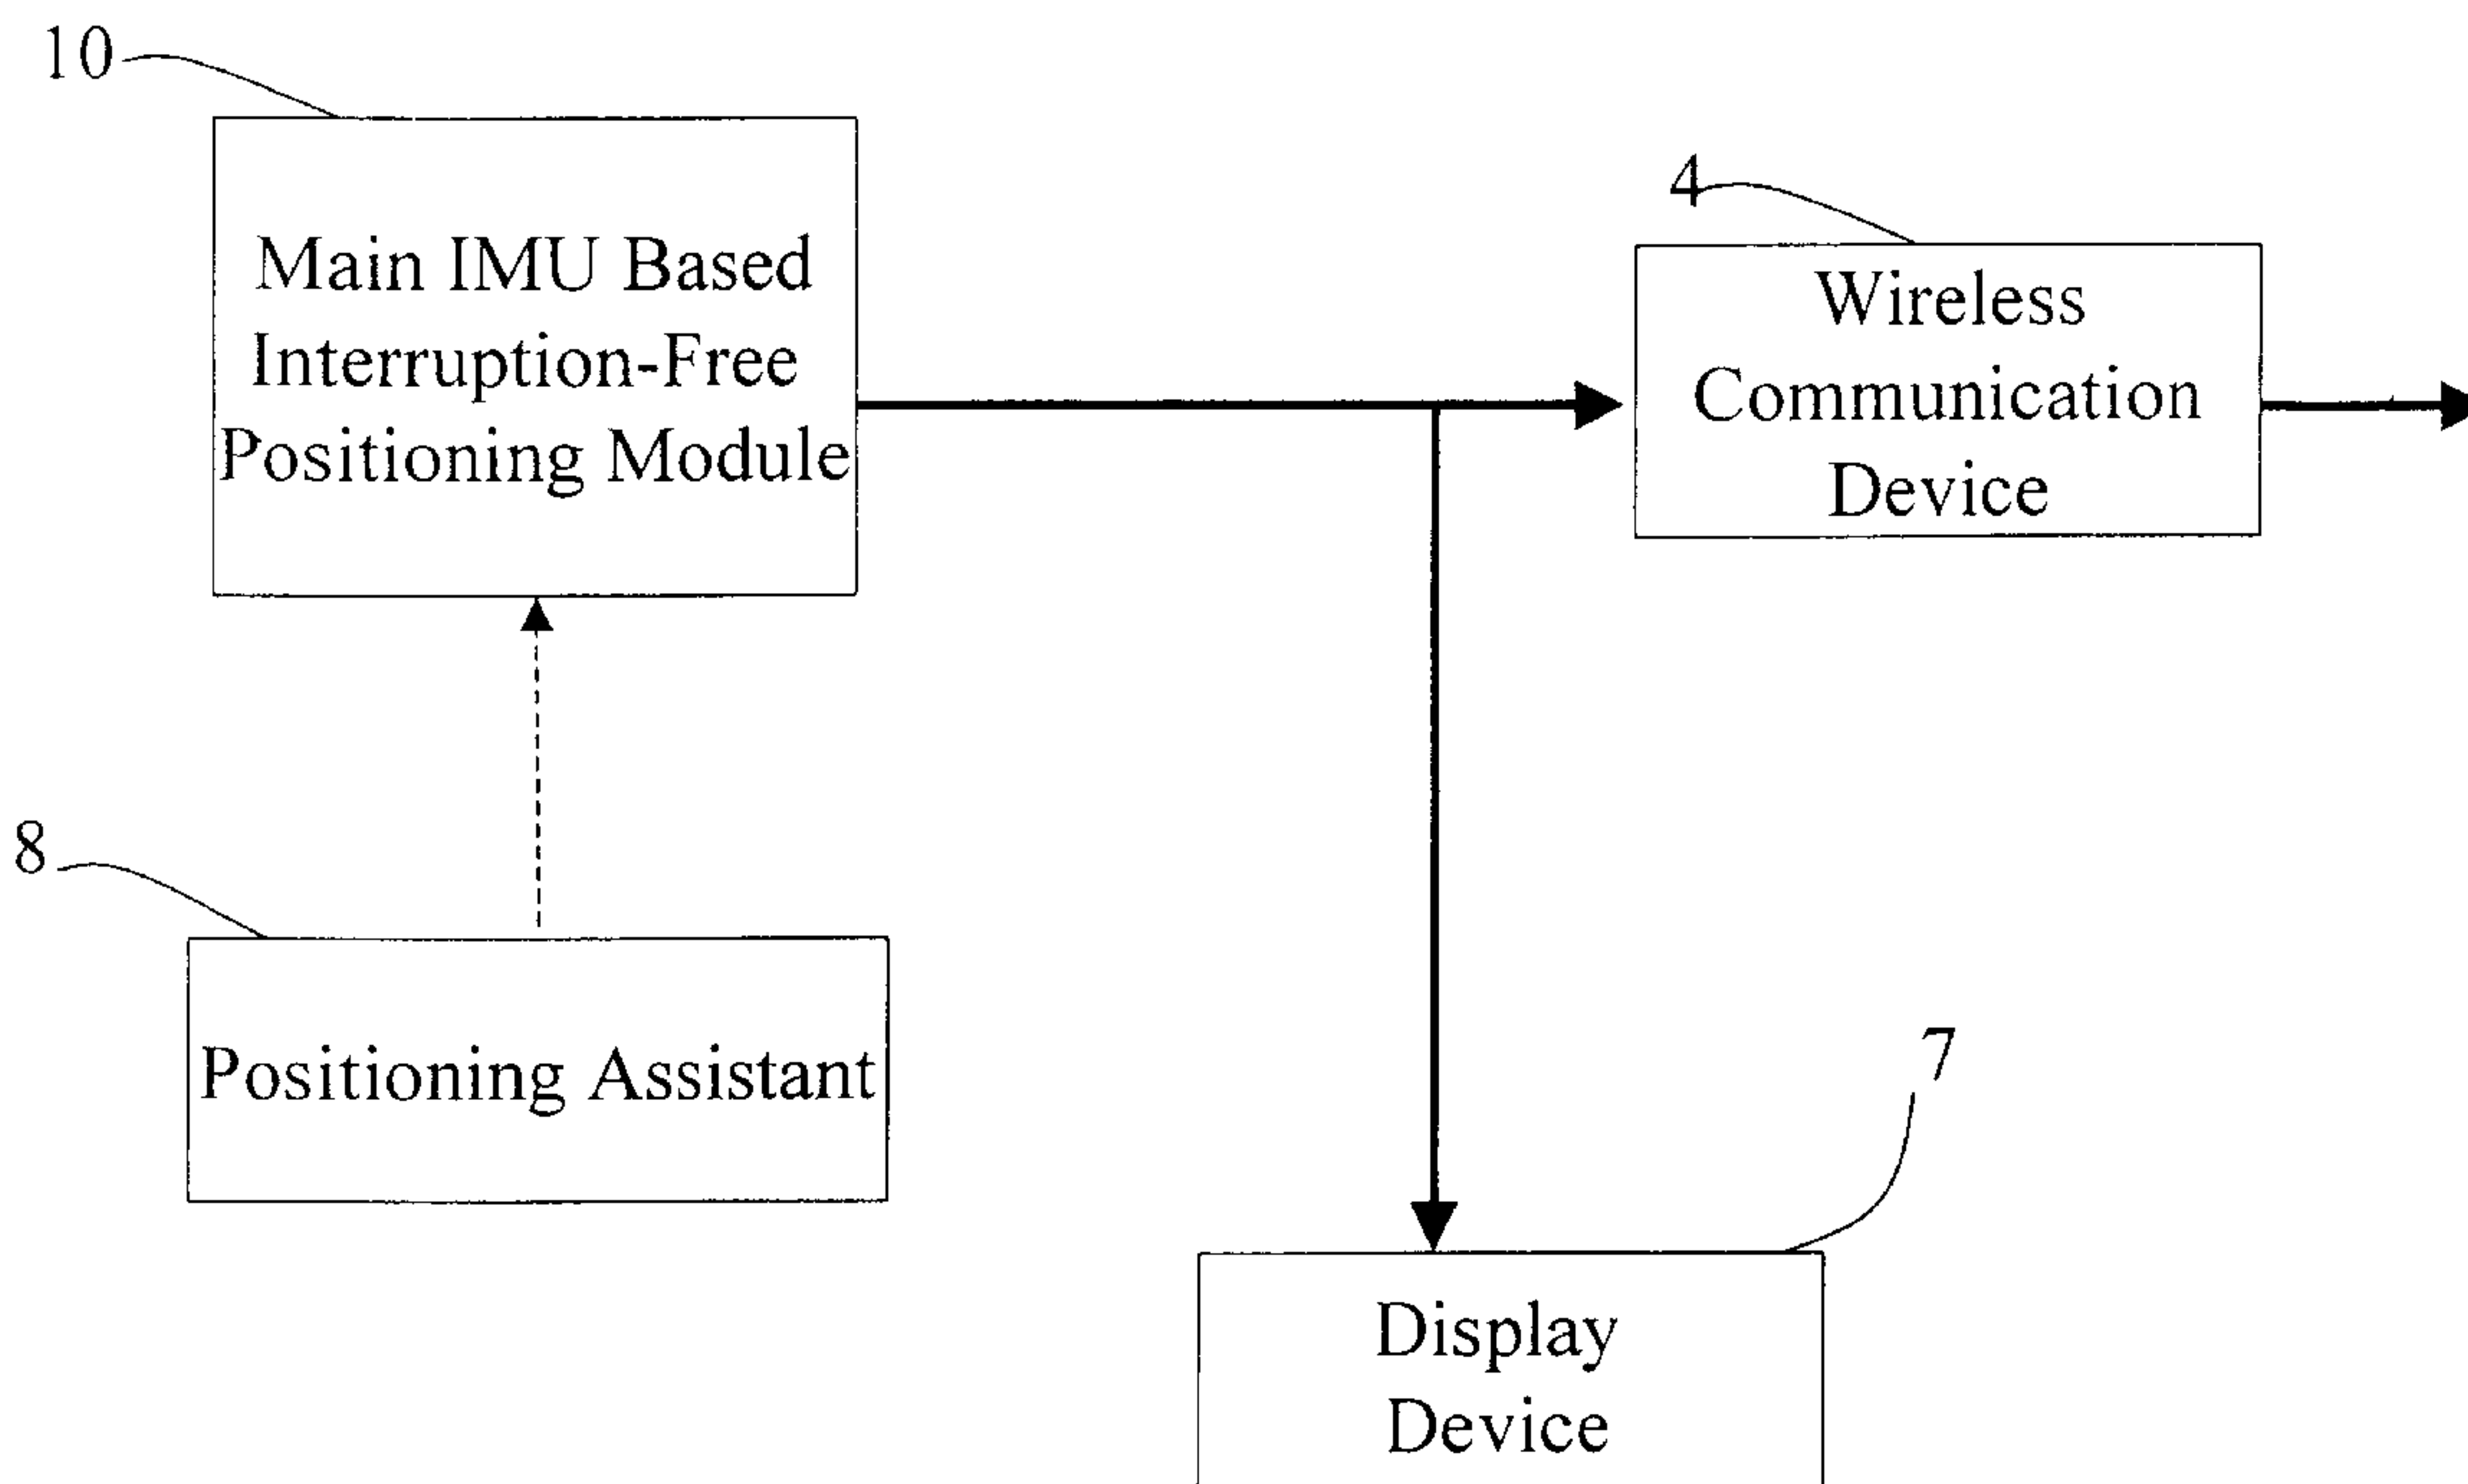 10
Main IMU Based
Interruption-Free
Positioning Module
4
Wireless
Communication
Device
8
Positioning Assistant
7
Display
Device